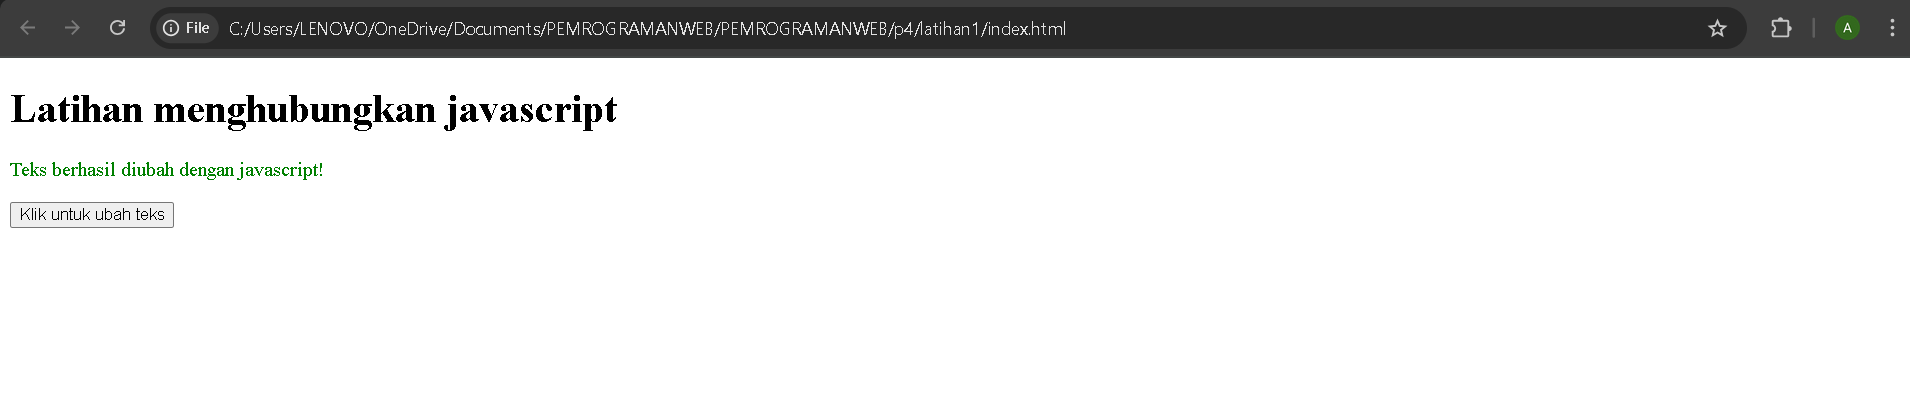 File C:/Users/LENOVO/OneDrive/Documents/PEMROGRAMANWEB/PEMROGRAMANWEB/p4/latihan1/index.html A
Latihan menghubungkan javascript
Teks berhasil diubah dengan javascript!
Klik untuk ubah teks